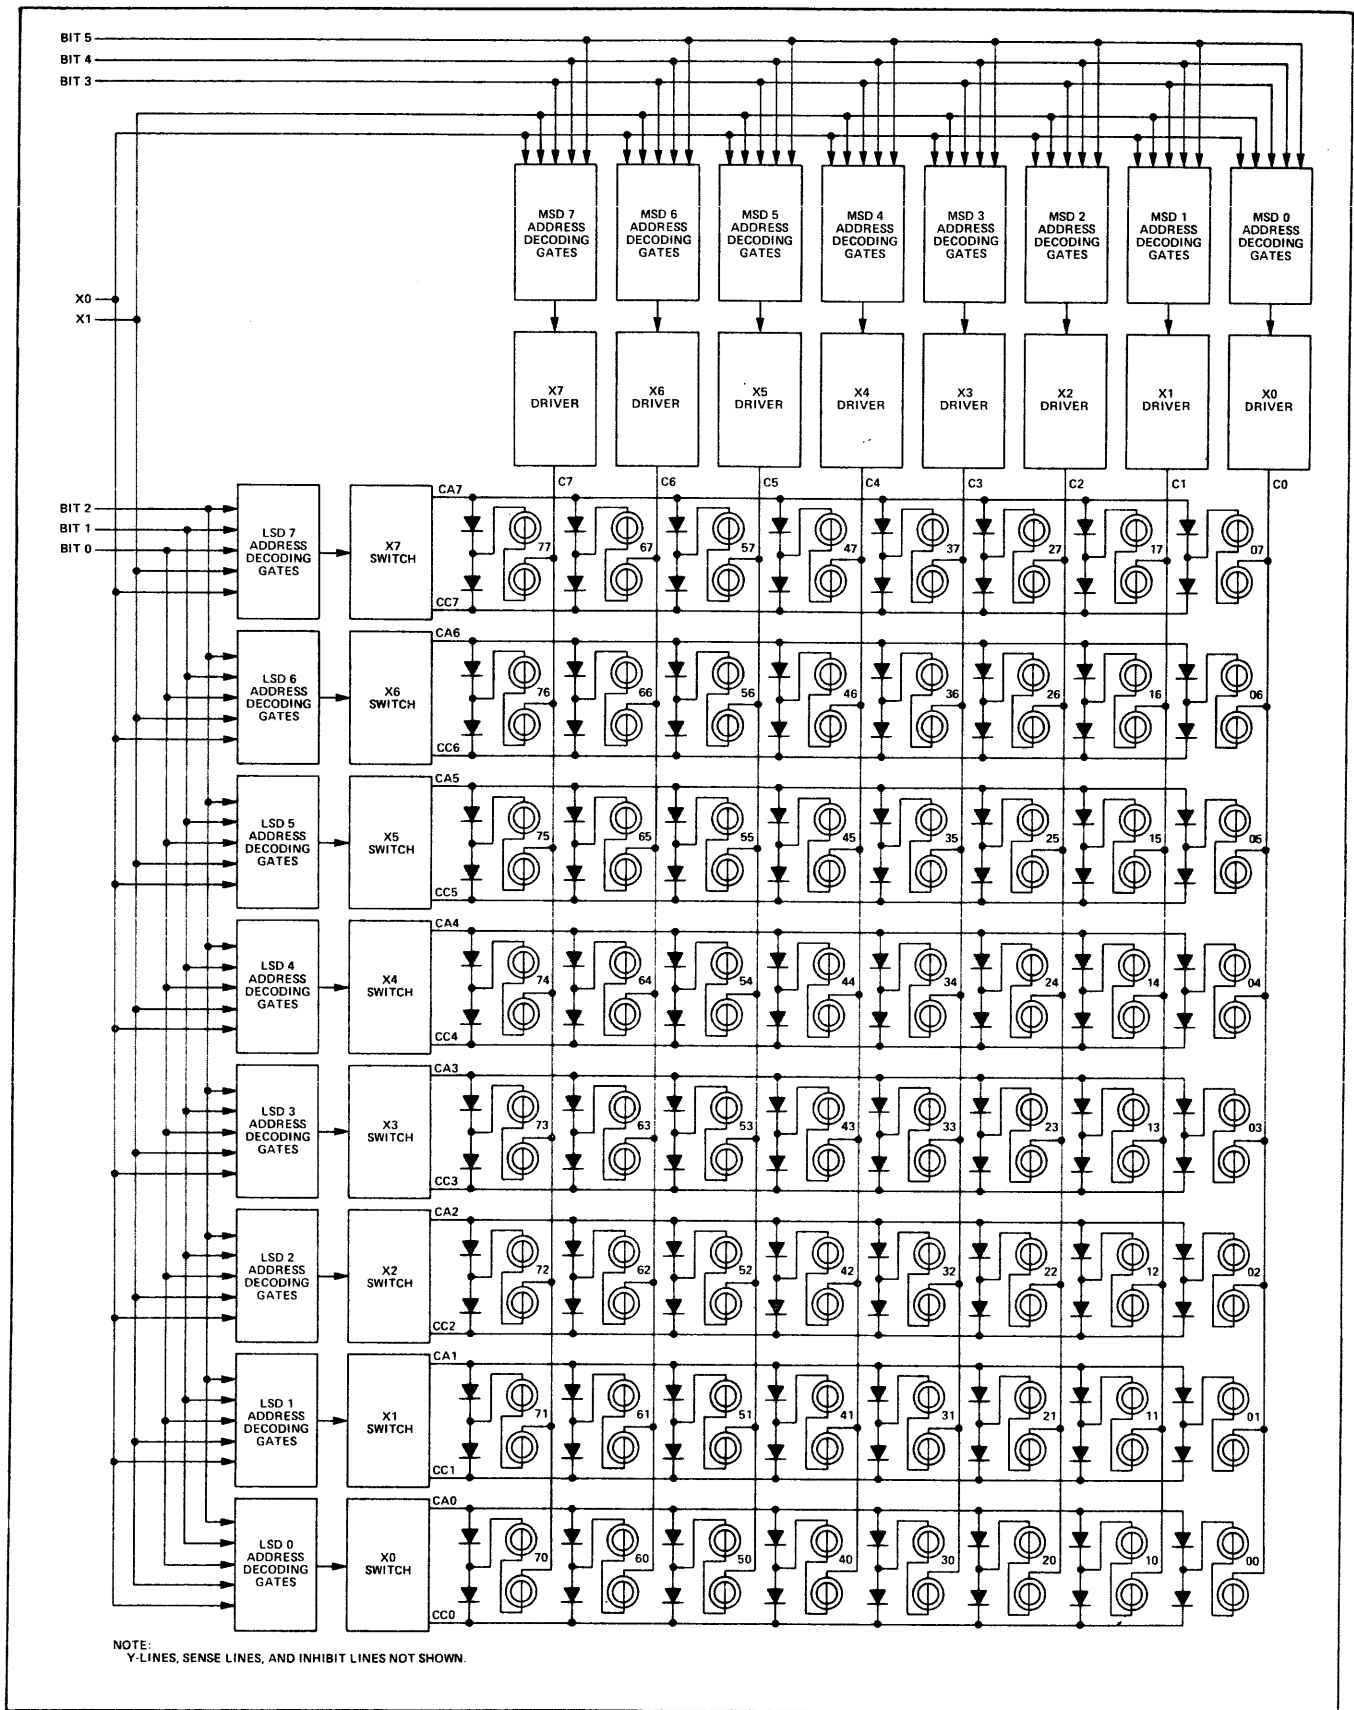 BIT 5
BIT 4
BIT 3
MSD 7 ADDRESS DECODING GATES
MSD 6 ADDRESS DECODING GATES
MSD 5 ADDRESS DECODING GATES
MSD 4 ADDRESS DECODING GATES
MSD 3 ADDRESS DECODING GATES
MSD 2 ADDRESS DECODING GATES
MSD 1 ADDRESS DECODING GATES
MSD 0 ADDRESS DECODING GATES
X0
X1
X7 DRIVER
X6 DRIVER
X5 DRIVER
X4 DRIVER
X3 DRIVER
X2 DRIVER
X1 DRIVER
X0 DRIVER
C7 C6 C5 C4 C3 C2 C1 C0
BIT 2
BIT 1
BIT 0
LSD 7 ADDRESS DECODING GATES
X7 SWITCH
CA7
77 67 57 47 37 27 17 07
CC7
LSD 6 ADDRESS DECODING GATES
X6 SWITCH
CA6
76 66 56 46 36 26 16 06
CC6
LSD 5 ADDRESS DECODING GATES
X5 SWITCH
CA5
75 65 55 45 35 25 15 05
CC5
LSD 4 ADDRESS DECODING GATES
X4 SWITCH
CA4
74 64 54 44 34 24 14 04
CC4
LSD 3 ADDRESS DECODING GATES
X3 SWITCH
CA3
73 63 53 43 33 23 13 03
CC3
LSD 2 ADDRESS DECODING GATES
X2 SWITCH
CA2
72 62 52 42 32 22 12 02
CC2
LSD 1 ADDRESS DECODING GATES
X1 SWITCH
CA1
71 61 51 41 31 21 11 01
CC1
LSD 0 ADDRESS DECODING GATES
X0 SWITCH
CA0
70 60 50 40 30 20 10 00
CC0
NOTE:
Y-LINES, SENSE LINES, AND INHIBIT LINES NOT SHOWN.